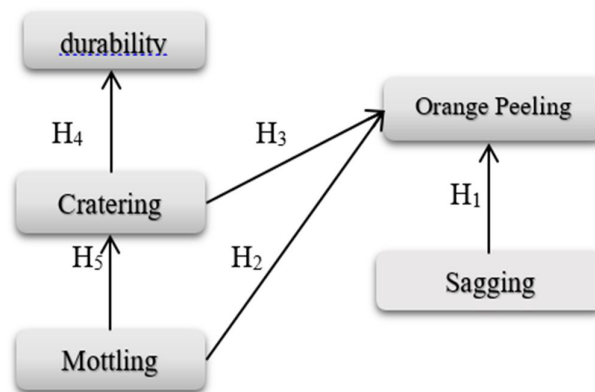 durability
Orange Peeling
H₄
H₃
Cratering
H₁
H₅
H₂
Sagging
Mottling